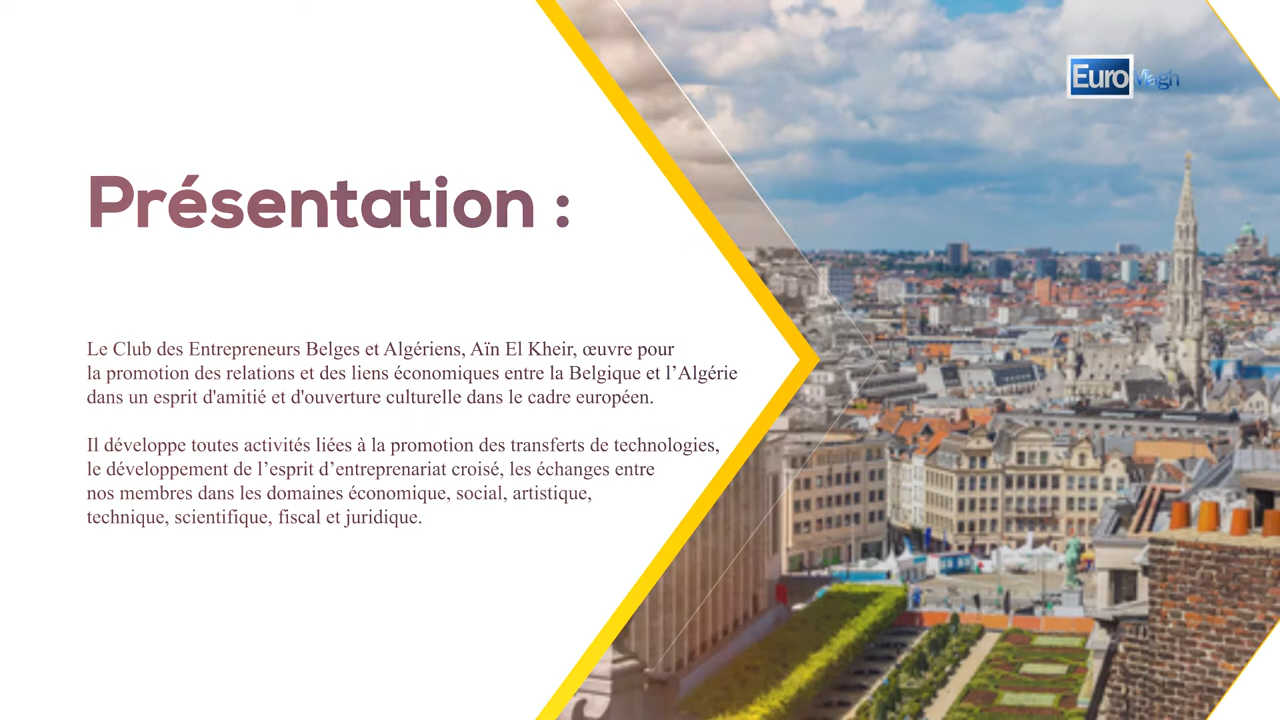 Euro Magh
Présentation :
Le Club des Entrepreneurs Belges et Algériens, Aïn El Kheir, œuvre pour
la promotion des relations et des liens économiques entre la Belgique et l’Algérie
dans un esprit d'amitié et d'ouverture culturelle dans le cadre européen.
Il développe toutes activités liées à la promotion des transferts de technologies,
le développement de l’esprit d’entreprenariat croisé, les échanges entre
nos membres dans les domaines économique, social, artistique,
technique, scientifique, fiscal et juridique.